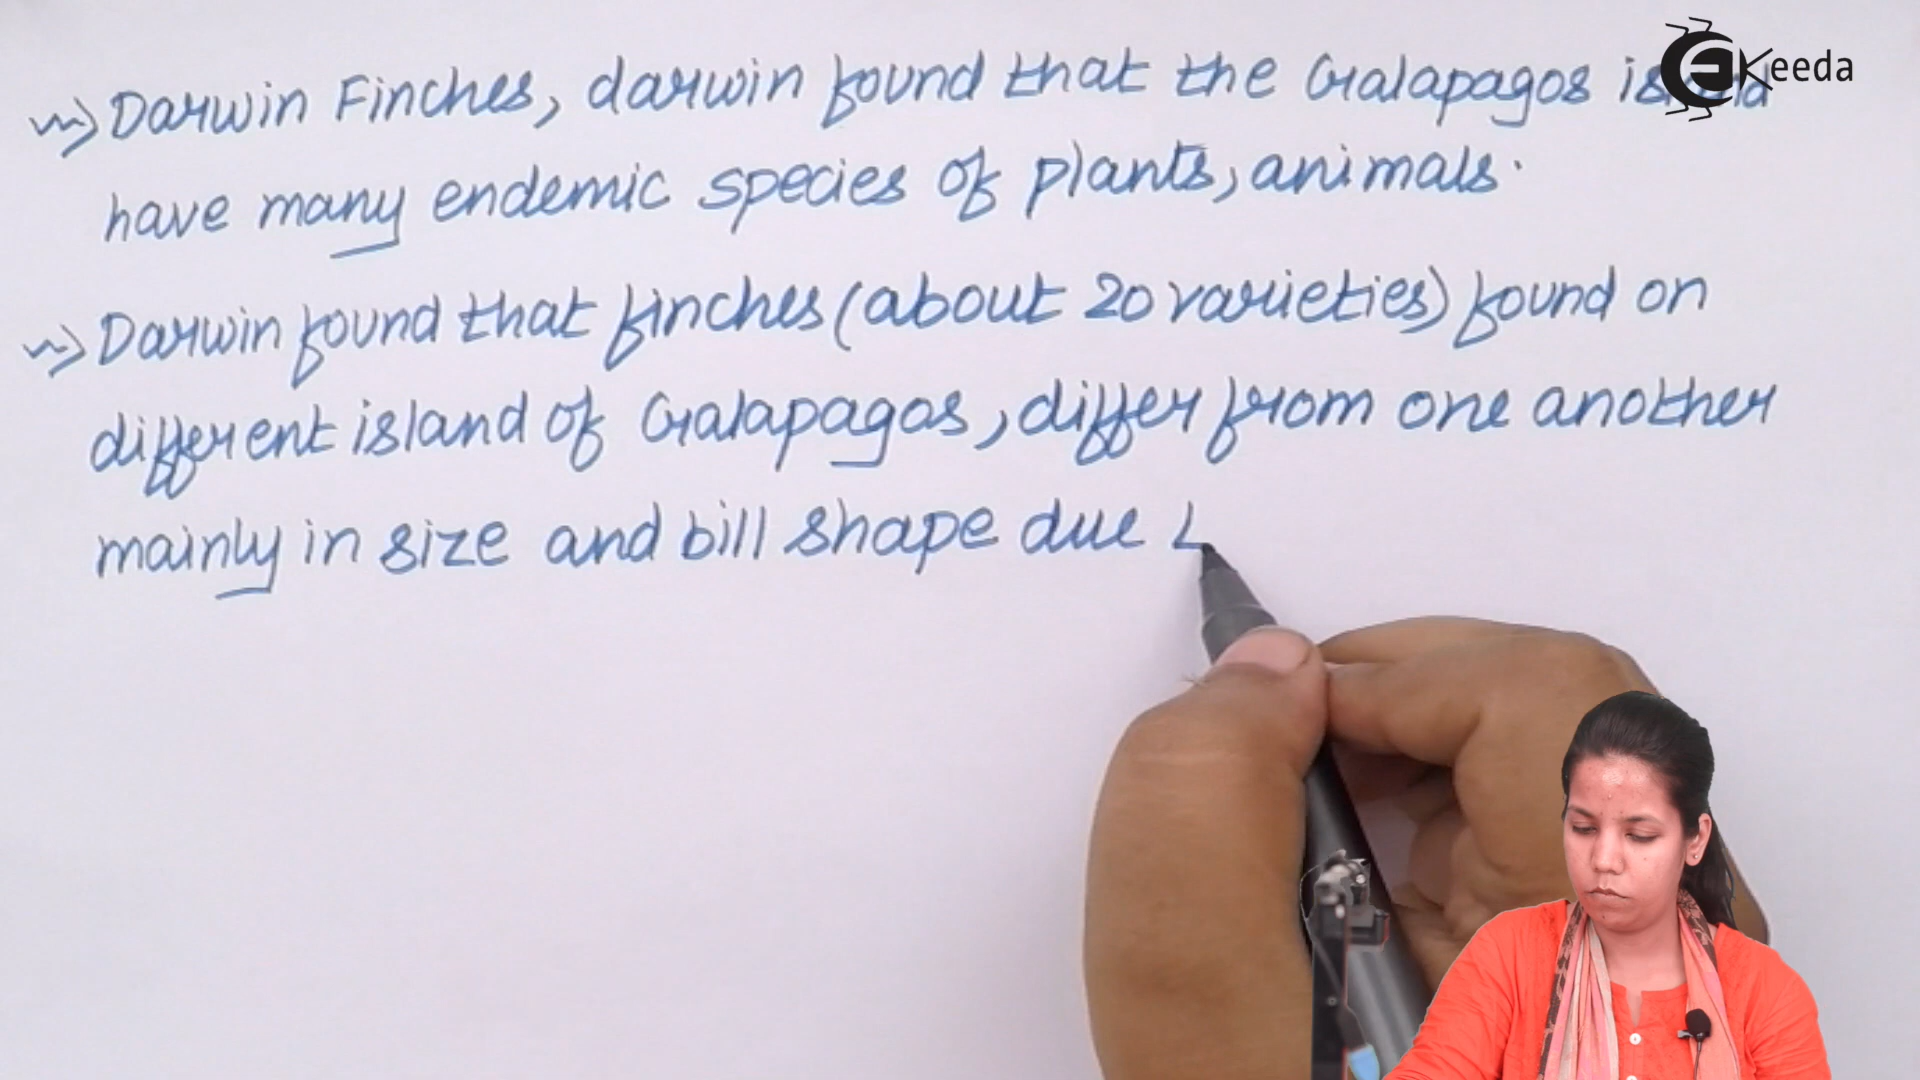 Darwin Finches, darwin found that the Galapagos island
EKeeda
have many endemic species of plants, animals.
Darwin found that finches (about 20 varieties) found on
different island of Galapagos, differ from one another
mainly in size and bill shape due